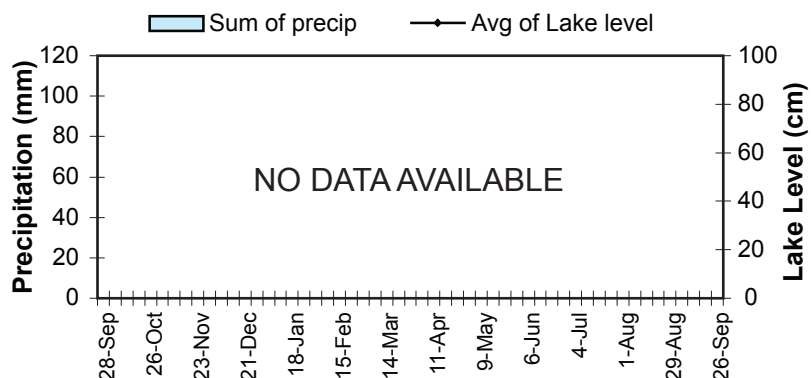 Sum of precip Avg of Lake level
Precipitation (mm)
120
100
80
60
40
20
0
NO DATA AVAILABLE
100
80
60
40
20
0
Lake Level (cm)
28-Sep 26-Oct 23-Nov 21-Dec 18-Jan 15-Feb 14-Mar 11-Apr 9-May 6-Jun 4-Jul 1-Aug 29-Aug 26-Sep